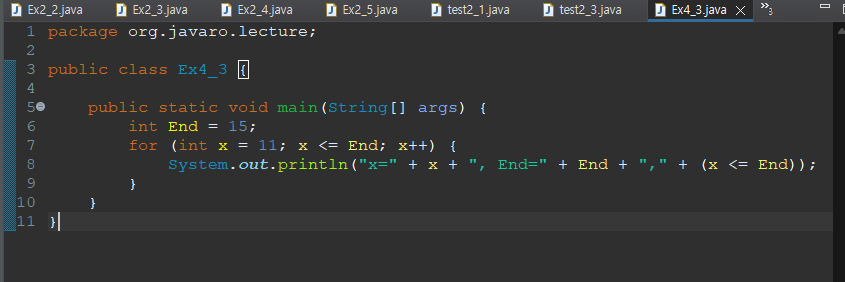 Ex2_2.java Ex2_3.java Ex2_4.java Ex2_5.java test2_1.java test2_3.java Ex4_3.java »3
1 package org.javaro.lecture;
2
3 public class Ex4_3 {
4
5 public static void main(String[] args) {
6 int End = 15;
7 for (int x = 11; x <= End; x++) {
8 System.out.println("x=" + x + ", End=" + End + "," + (x <= End));
9 }
10 }
11 }